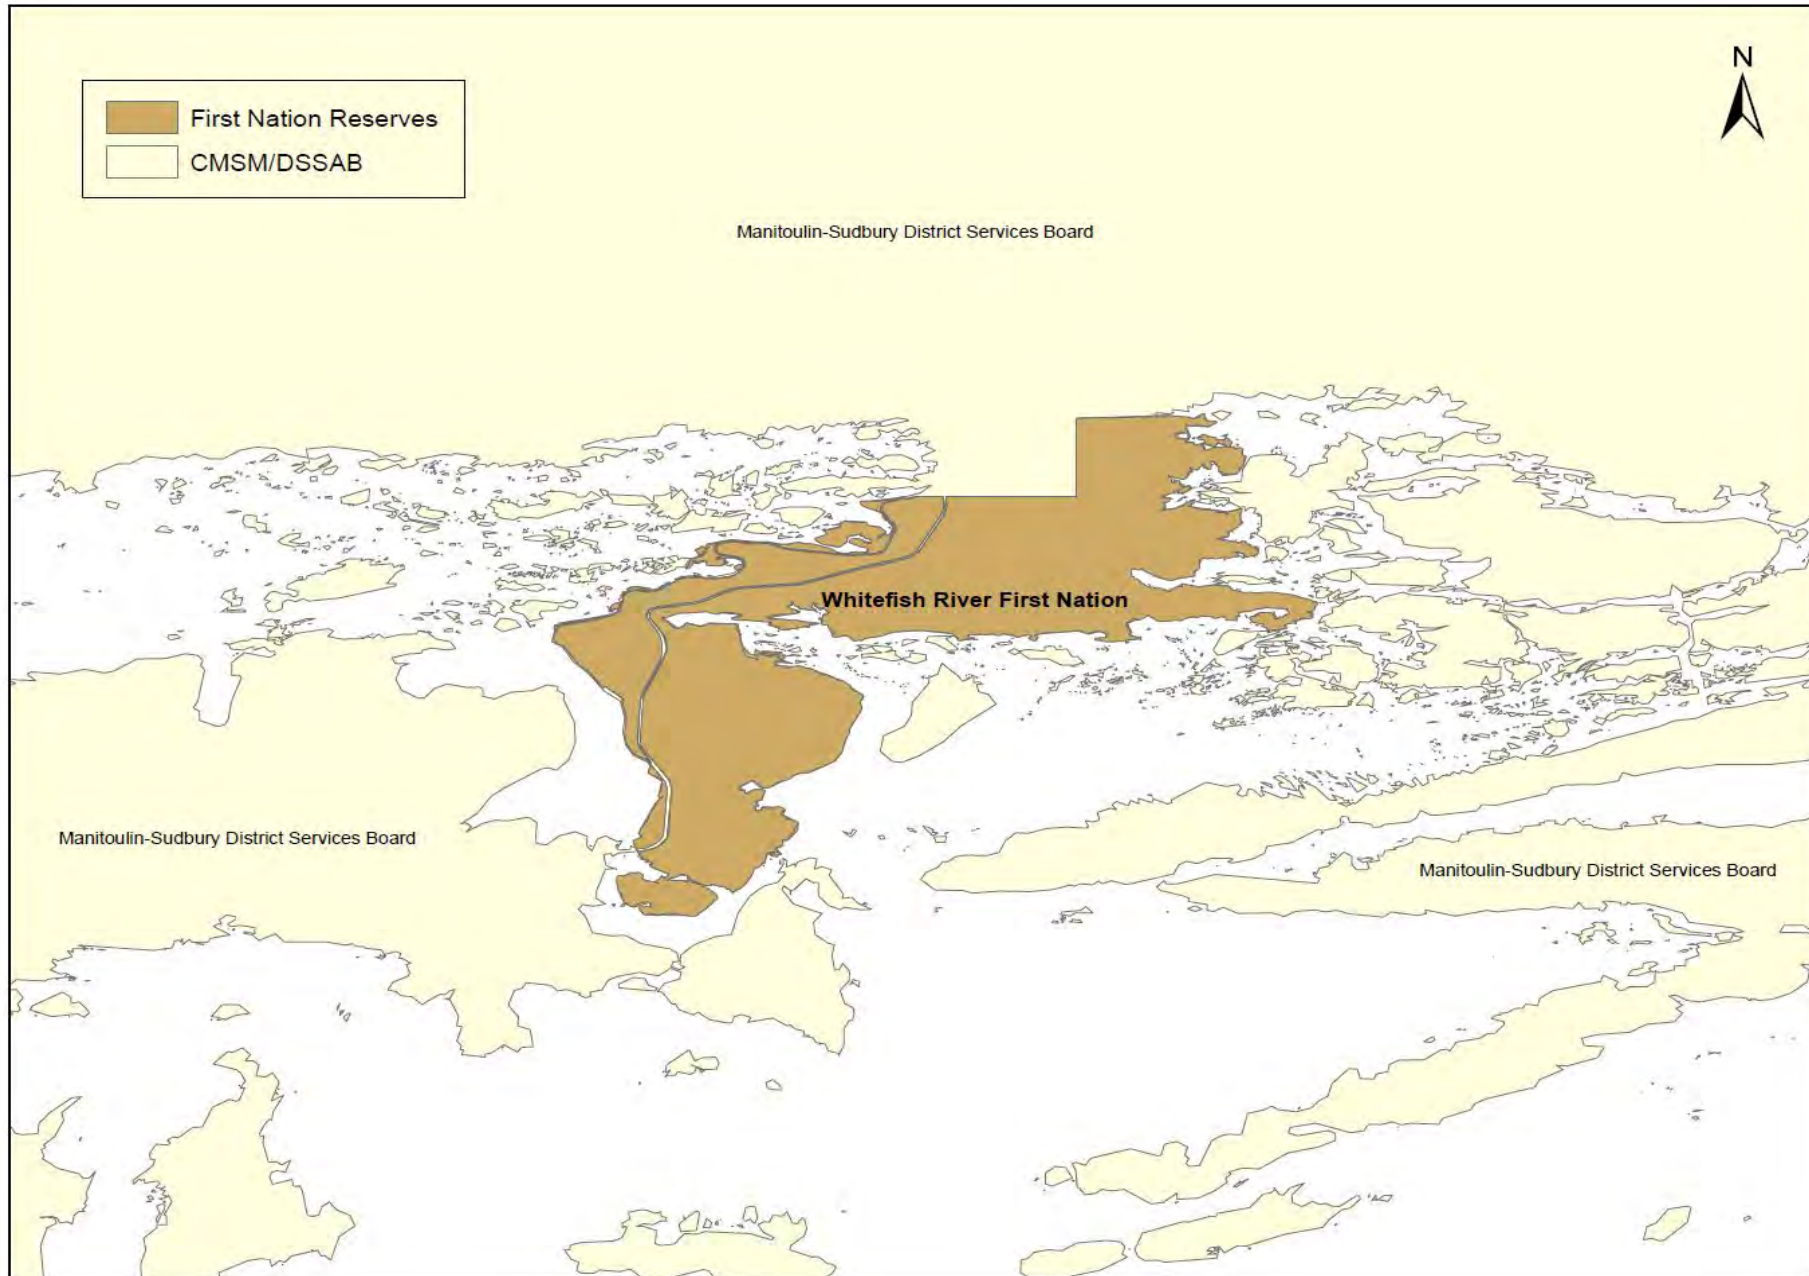 N
First Nation Reserves
CMSM/DSSAB
Manitoulin-Sudbury District Services Board
Whitefish River First Nation
Manitoulin-Sudbury District Services Board
Manitoulin-Sudbury District Services Board